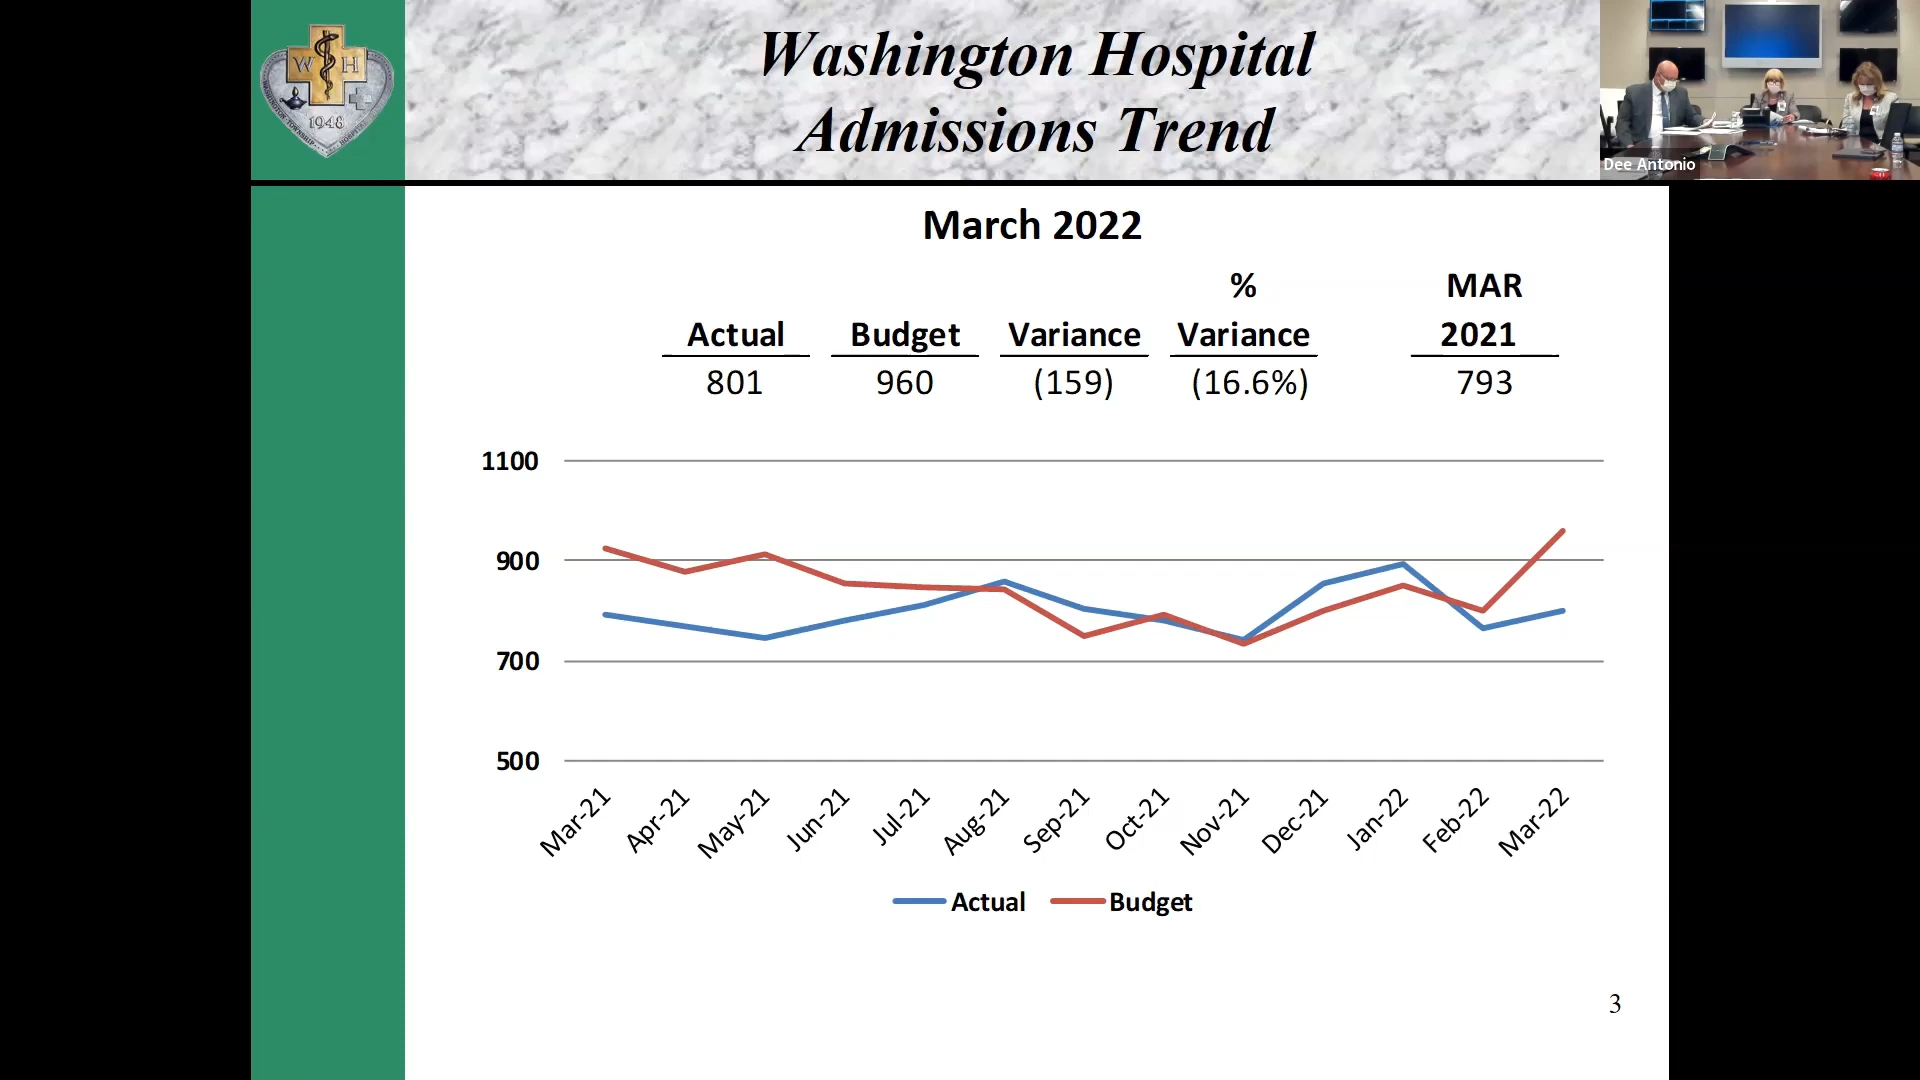 W H
1948
Washington Hospital
Admissions Trend
Dee Antonio
March 2022
% MAR
Actual Budget Variance Variance 2021
801 960 (159) (16.6%) 793
1100
900
700
500
Mar-21 Apr-21 May-21 Jun-21 Jul-21 Aug-21 Sep-21 Oct-21 Nov-21 Dec-21 Jan-22 Feb-22 Mar-22
Actual Budget
3